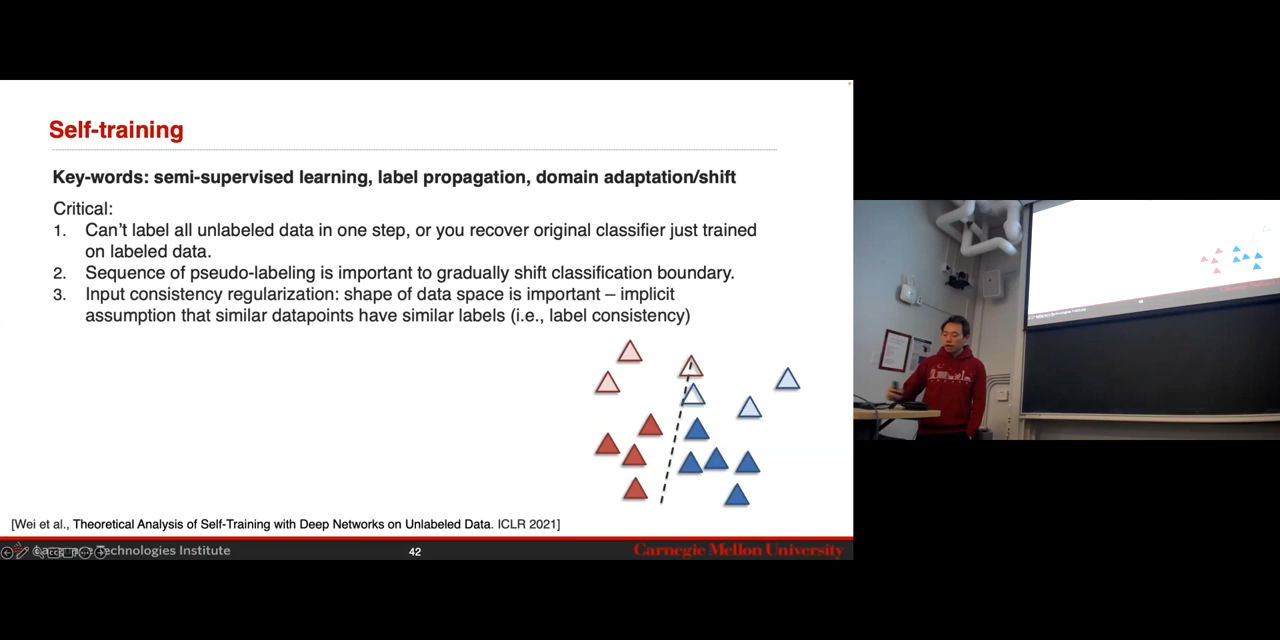 Self-training
Key-words: semi-supervised learning, label propagation, domain adaptation/shift
Critical:
1. Can't label all unlabeled data in one step, or you recover original classifier just trained
on labeled data.
2. Sequence of pseudo-labeling is important to gradually shift classification boundary.
3. Input consistency regularization: shape of data space is important – implicit
assumption that similar datapoints have similar labels (i.e., label consistency)
[Wei et al., Theoretical Analysis of Self-Training with Deep Networks on Unlabeled Data. ICLR 2021]
Technologies Institute
42
Carnegie Mellon University